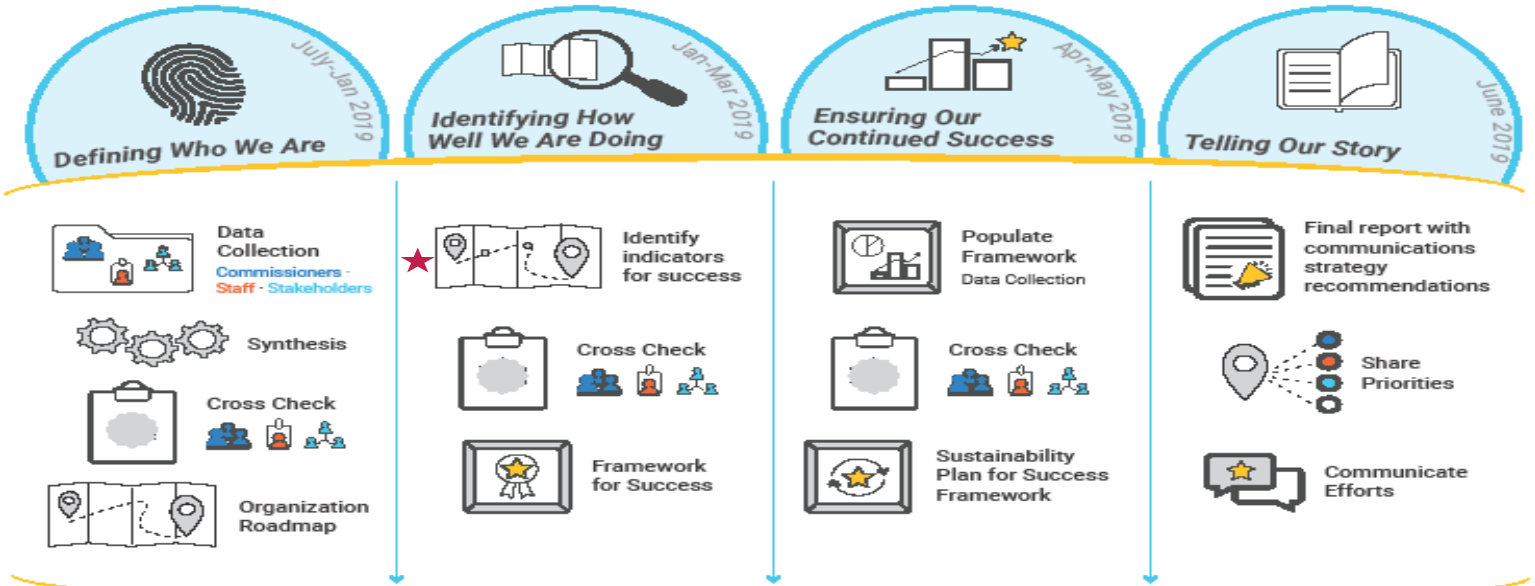 Defining Who We Are
July-Jan 2019
Data
Collection
Commissioners ·
Staff · Stakeholders
Synthesis
Cross Check
Organization
Roadmap
Identifying How
Well We Are Doing
Jan-Mar 2019
Identify
indicators
for success
Cross Check
Framework
for Success
Ensuring Our
Continued Success
Apr-May 2019
Populate
Framework
Data Collection
Cross Check
Sustainability
Plan for Success
Framework
Telling Our Story
June 2019
Final report with
communications
strategy
recommendations
Share
Priorities
Communicate
Efforts